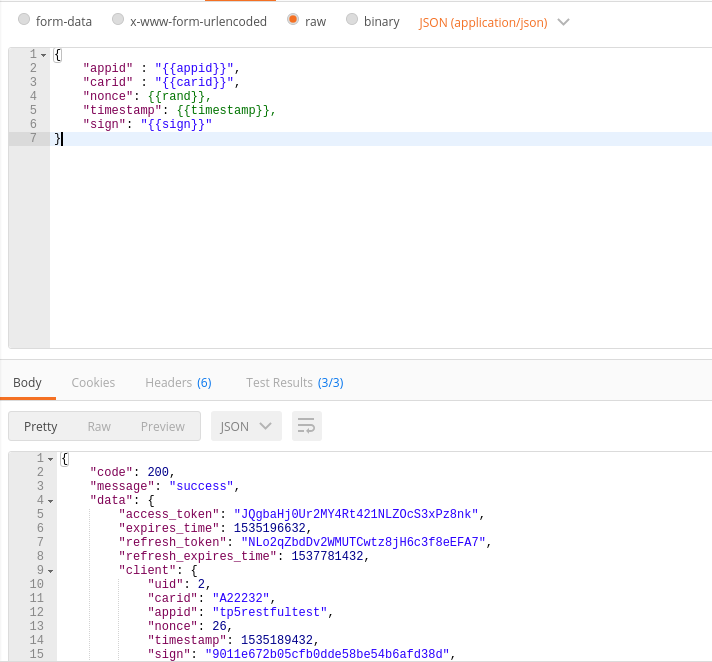 form-data x-www-form-urlencoded raw binary JSON (application/json)
1 {
2 "appid" : "{{appid}}",
3 "carid" : "{{carid}}",
4 "nonce": {{rand}},
5 "timestamp": {{timestamp}},
6 "sign": "{{sign}}"
7 }
Body Cookies Headers (6) Test Results (3/3)
Pretty Raw Preview JSON
1 {
2 "code": 200,
3 "message": "success",
4 "data": {
5 "access_token": "JQgbaHj0Ur2MY4Rt421NLZOcS3xPz8nk",
6 "expires_time": 1535196632,
7 "refresh_token": "NLo2qZbdDv2WMUTCwtz8jH6c3f8eEFA7",
8 "refresh_expires_time": 1537781432,
9 "client": {
10 "uid": 2,
11 "carid": "A22232",
12 "appid": "tp5restfultest",
13 "nonce": 26,
14 "timestamp": 1535189432,
15 "sign": "9011e672b05cfb0dde58be54b6afd38d",